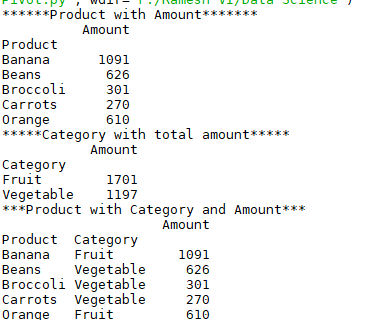 Pivot.py', wdir='F:/Ramesh VI/Data Science')
******Product with Amount*******
Amount
Product
Banana 1091
Beans 626
Broccoli 301
Carrots 270
Orange 610
*****Category with total amount*****
Amount
Category
Fruit 1701
Vegetable 1197
***Product with Category and Amount***
Amount
Product Category
Banana Fruit 1091
Beans Vegetable 626
Broccoli Vegetable 301
Carrots Vegetable 270
Orange Fruit 610